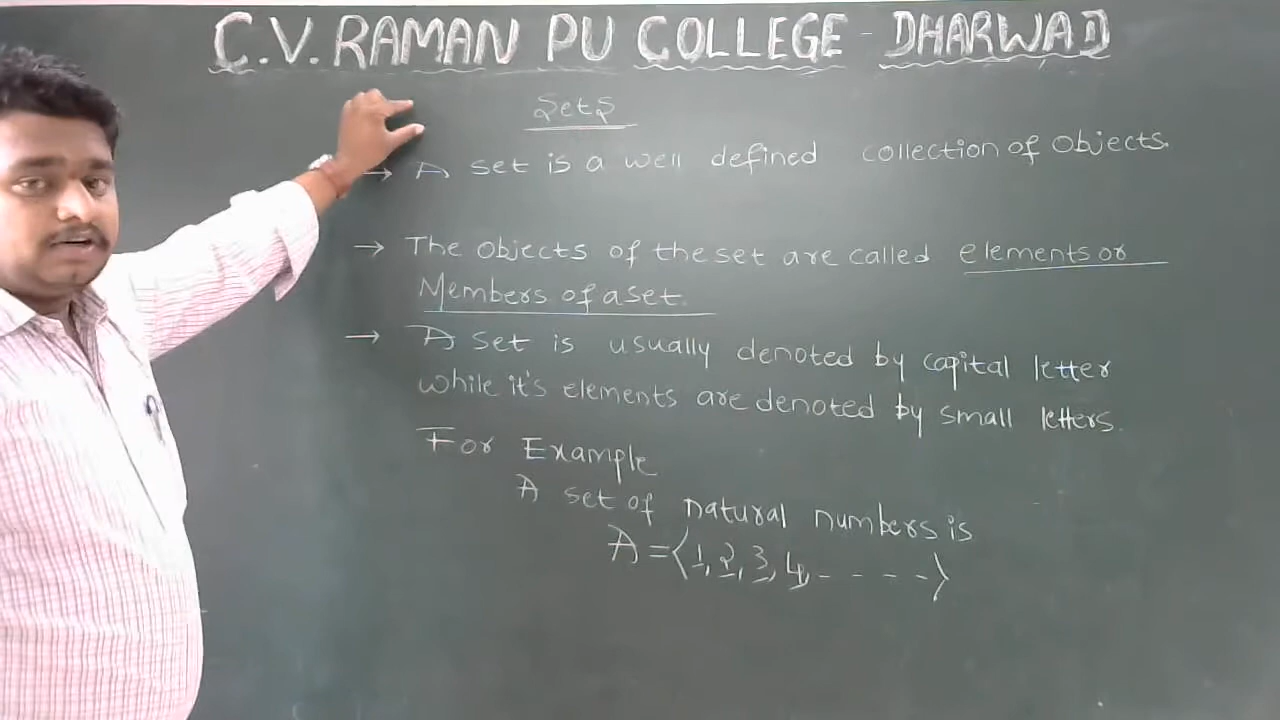 C.V. RAMAN PU COLLEGE - DHARWAD
Sets
→ A set is a well defined collection of objects.
→ The objects of the set are called elements or
Members of a set.
→ A set is usually denoted by capital letter
while it's elements are denoted by small letters.
For Example
A set of natural numbers is
A = {1, 2, 3, 4, - - - - -}